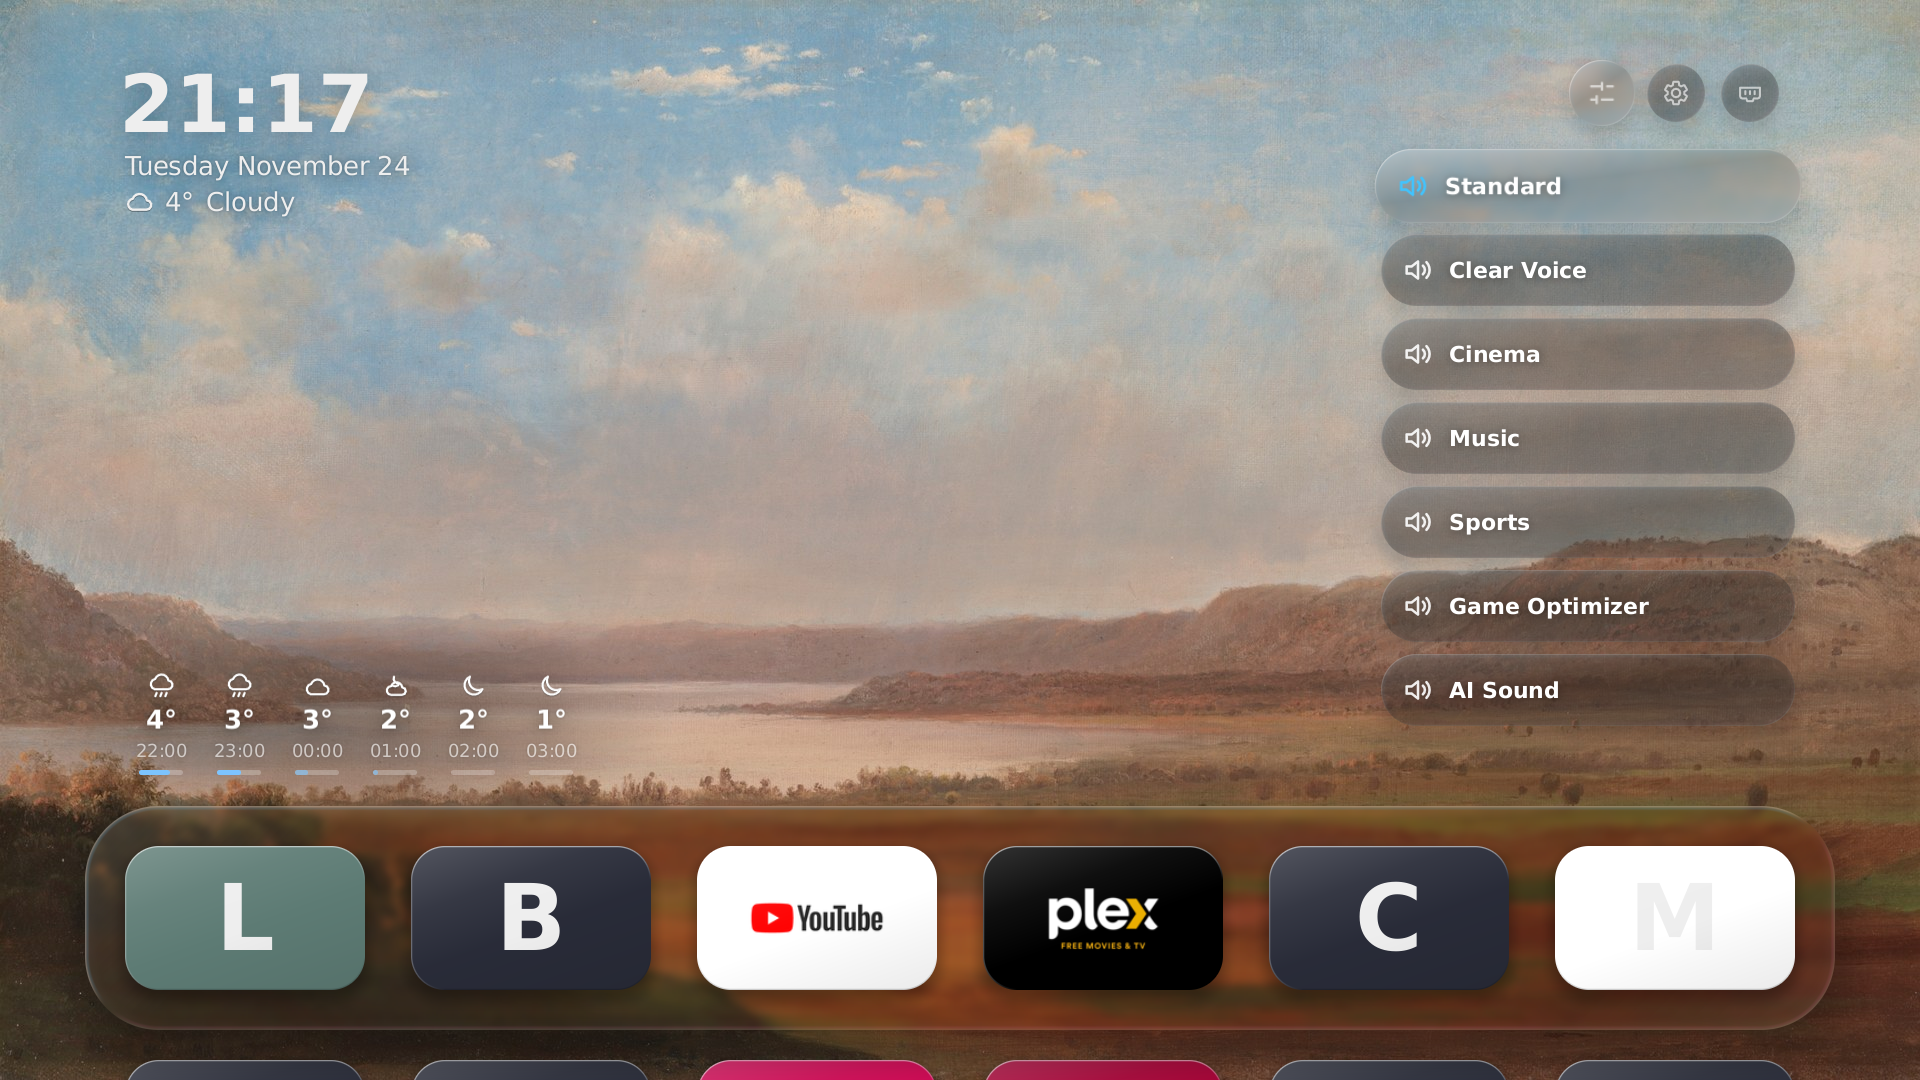 21:17
Tuesday November 24
4° Cloudy
Standard
Clear Voice
Cinema
Music
Sports
Game Optimizer
AI Sound
4° 3° 3° 2° 2° 1°
22:00 23:00 00:00 01:00 02:00 03:00
L B YouTube plex C M
FREE MOVIES & TV